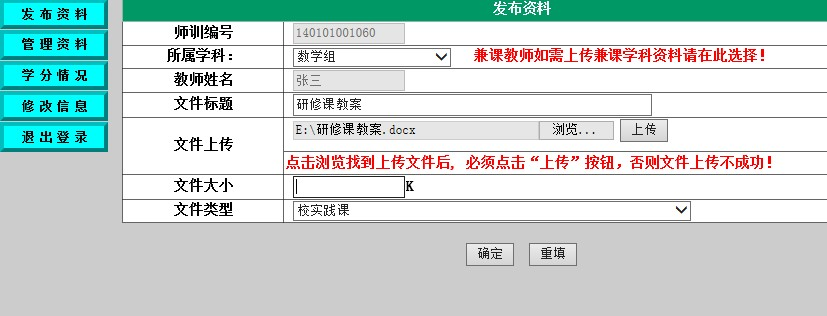 发布资料
管理资料
学分情况
修改信息
退出登录
发布资料
师训编号 140101001060
所属学科： 数学组 兼课教师如需上传兼课学科资料请在此选择！
教师姓名 张三
文件标题 研修课教案
文件上传 E:\研修课教案.docx 浏览... 上传
点击浏览找到上传文件后，必须点击“上传”按钮，否则文件上传不成功！
文件大小 K
文件类型 校实践课
确定 重填